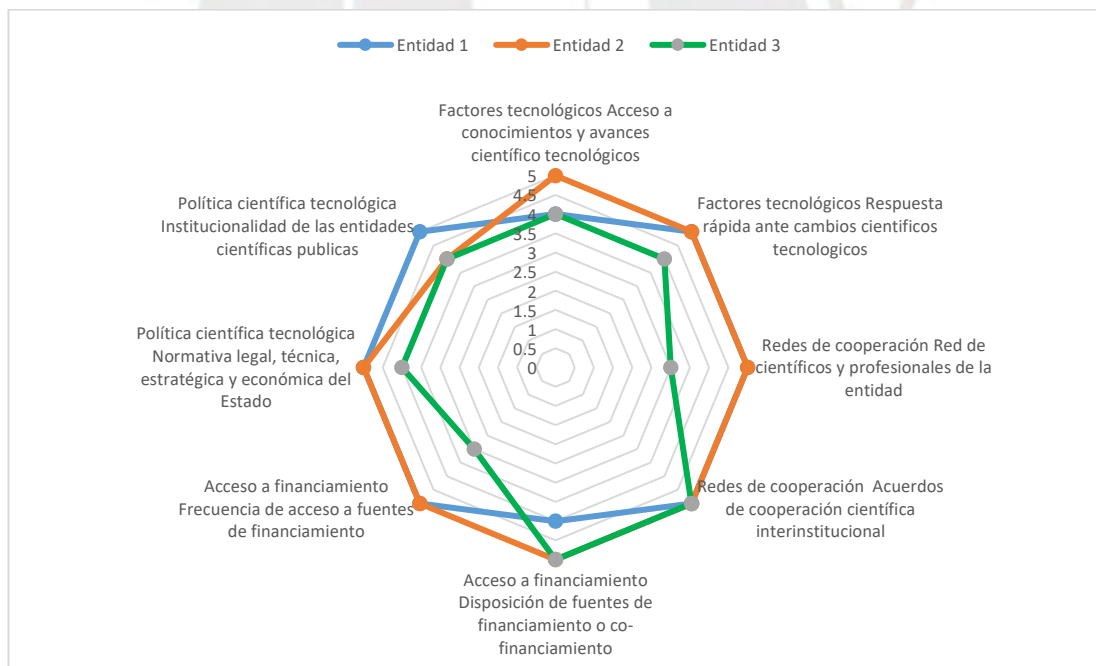 Entidad 1
Entidad 2
Entidad 3
Factores tecnológicos Acceso a
conocimientos y avances
científico tecnológicos
Factores tecnológicos Respuesta
rápida ante cambios cientificos
tecnologicos
Redes de cooperación Red de
científicos y profesionales de la
entidad
Redes de cooperación Acuerdos
de cooperación científica
interinstitucional
Acceso a financiamiento
Disposición de fuentes de
financiamiento o co-
financiamiento
Acceso a financiamiento
Frecuencia de acceso a fuentes
de financiamiento
Política científica tecnológica
Normativa legal, técnica,
estratégica y económica del
Estado
Política científica tecnológica
Institucionalidad de las entidades
científicas publicas
5
4.5
4
3.5
3
2.5
2
1.5
1
0.5
0